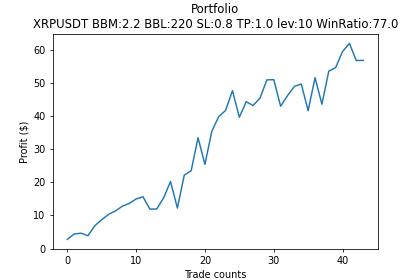 Portfolio
XRPUSDT BBM:2.2 BBL:220 SL:0.8 TP:1.0 lev:10 WinRatio:77.0
Profit ($)
60
50
40
30
20
10
0
0 10 20 30 40
Trade counts